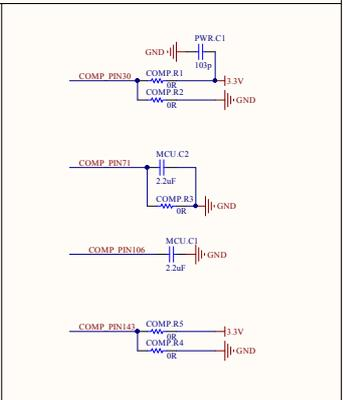 PWR.C1
GND
103p
COMP_PIN30
COMP.R1
0R
3.3V
COMP.R2
0R
GND
COMP_PIN71
MCU.C2
2.2uF
COMP.R3
0R
GND
COMP_PIN106
MCU.C1
2.2uF
GND
COMP_PIN143
COMP.R5
0R
3.3V
COMP.R4
0R
GND